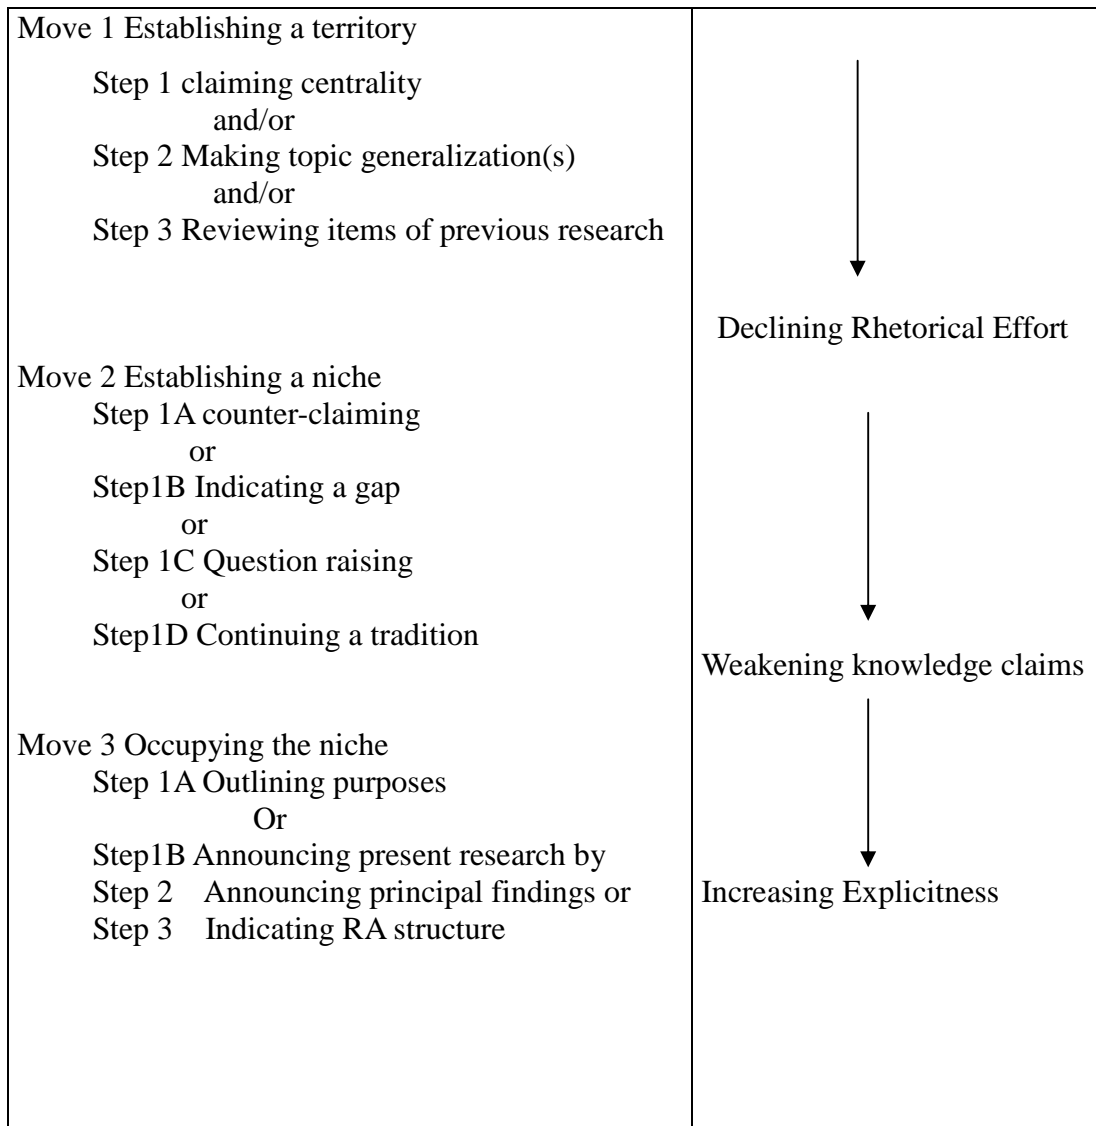 Move 1 Establishing a territory
Step 1 claiming centrality
and/or
Step 2 Making topic generalization(s)
and/or
Step 3 Reviewing items of previous research
Declining Rhetorical Effort
Move 2 Establishing a niche
Step 1A counter-claiming
or
Step1B Indicating a gap
or
Step 1C Question raising
or
Step1D Continuing a tradition
Weakening knowledge claims
Move 3 Occupying the niche
Step 1A Outlining purposes
Or
Step1B Announcing present research by
Step 2 Announcing principal findings or
Increasing Explicitness
Step 3 Indicating RA structure